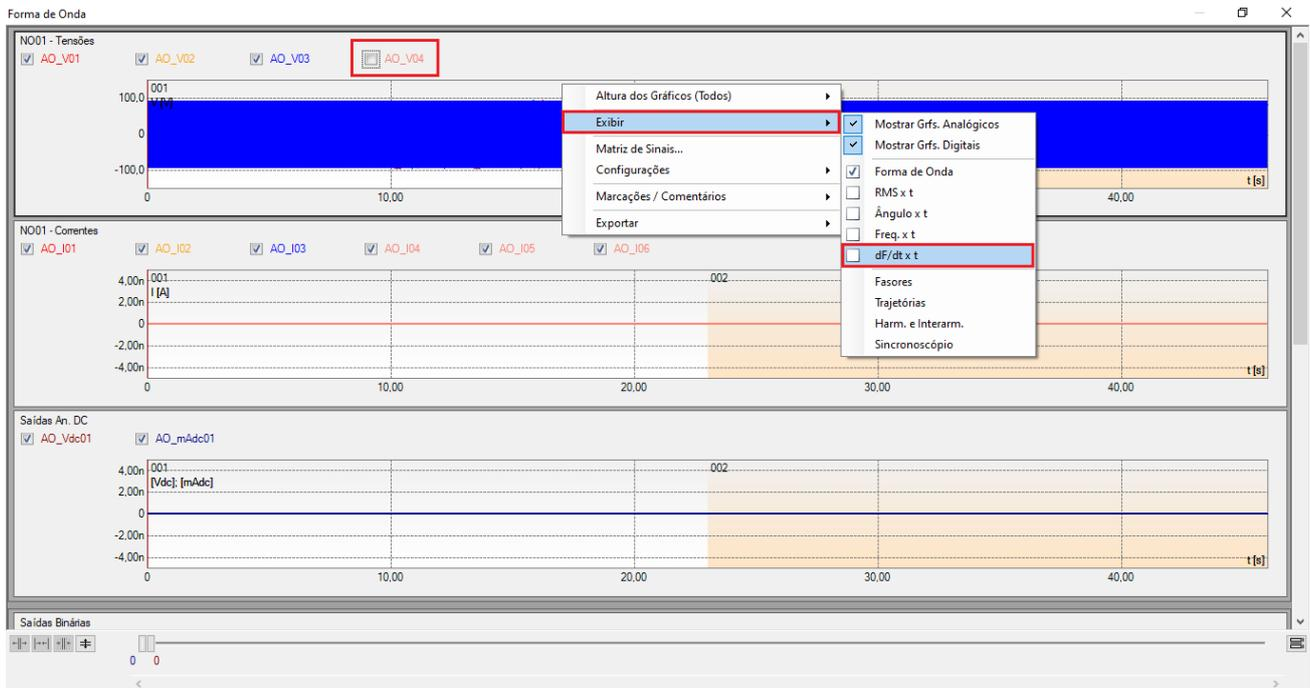 Forma de Onda
NO01 - Tensões
AO_V01 AO_V02 AO_V03 AO_V04
001
100,0
V [V]
0
-100,0
t [s]
0 10,00 40,00
Altura dos Gráficos (Todos)
Exibir
Matriz de Sinais...
Configurações
Marcações / Comentários
Exportar
Mostrar Grfs. Analógicos
Mostrar Grfs. Digitais
Forma de Onda
RMS x t
Ângulo x t
Freq. x t
dF/dt x t
Fasores
Trajetórias
Harm. e Interarm.
Sincronoscópio
NO01 - Correntes
AO_I01 AO_I02 AO_I03 AO_I04 AO_I05 AO_I06
001 002
4,00n
I [A]
2,00n
0
-2,00n
-4,00n
t [s]
0 10,00 20,00 30,00 40,00
Saídas An. DC
AO_Vdc01 AO_mAdc01
001 002
4,00n
[Vdc]; [mAdc]
2,00n
0
-2,00n
-4,00n
t [s]
0 10,00 20,00 30,00 40,00
Saídas Binárias
0 0